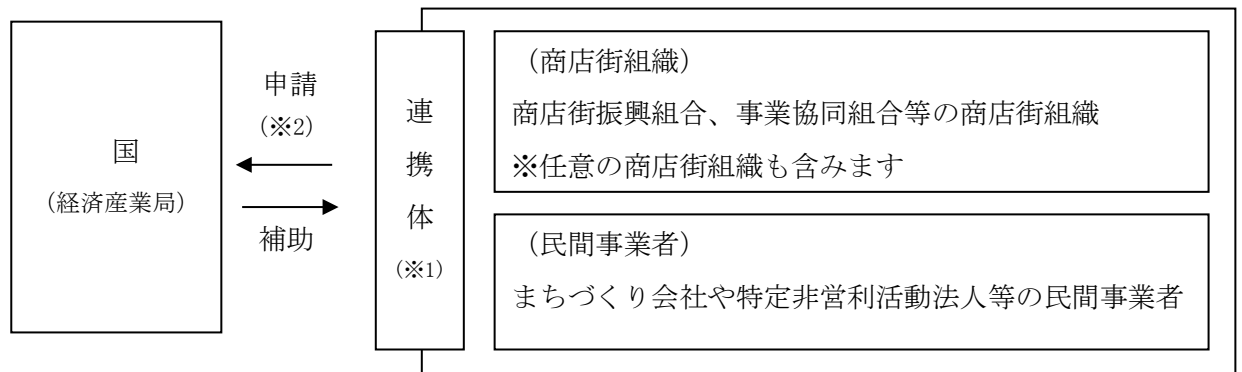 国
(経済産業局)
申請
(※2)
補助
連携体
(※1)
（商店街組織）
商店街振興組合、事業協同組合等の商店街組織
※任意の商店街組織も含みます
（民間事業者）
まちづくり会社や特定非営利活動法人等の民間事業者